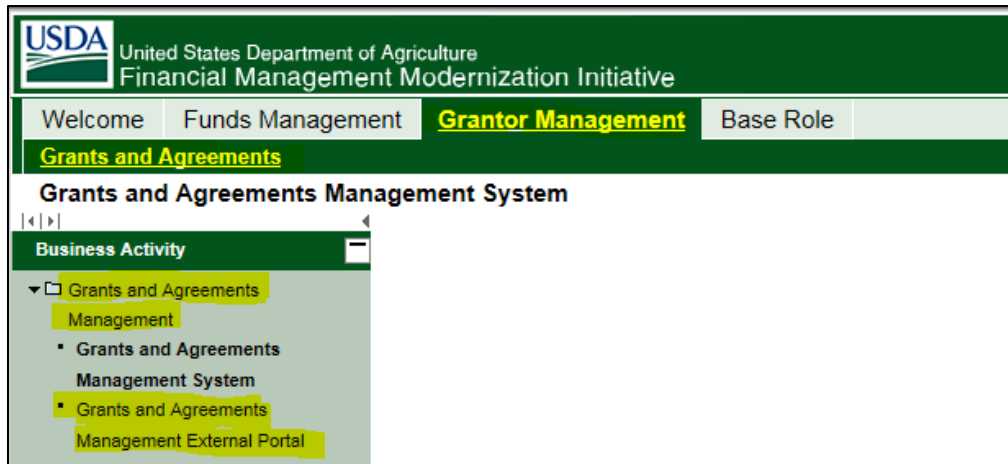 USDA
United States Department of Agriculture
Financial Management Modernization Initiative
Welcome Funds Management Grantor Management Base Role
Grants and Agreements
Grants and Agreements Management System
Business Activity
Grants and Agreements
Management
Grants and Agreements
Management System
Grants and Agreements
Management External Portal